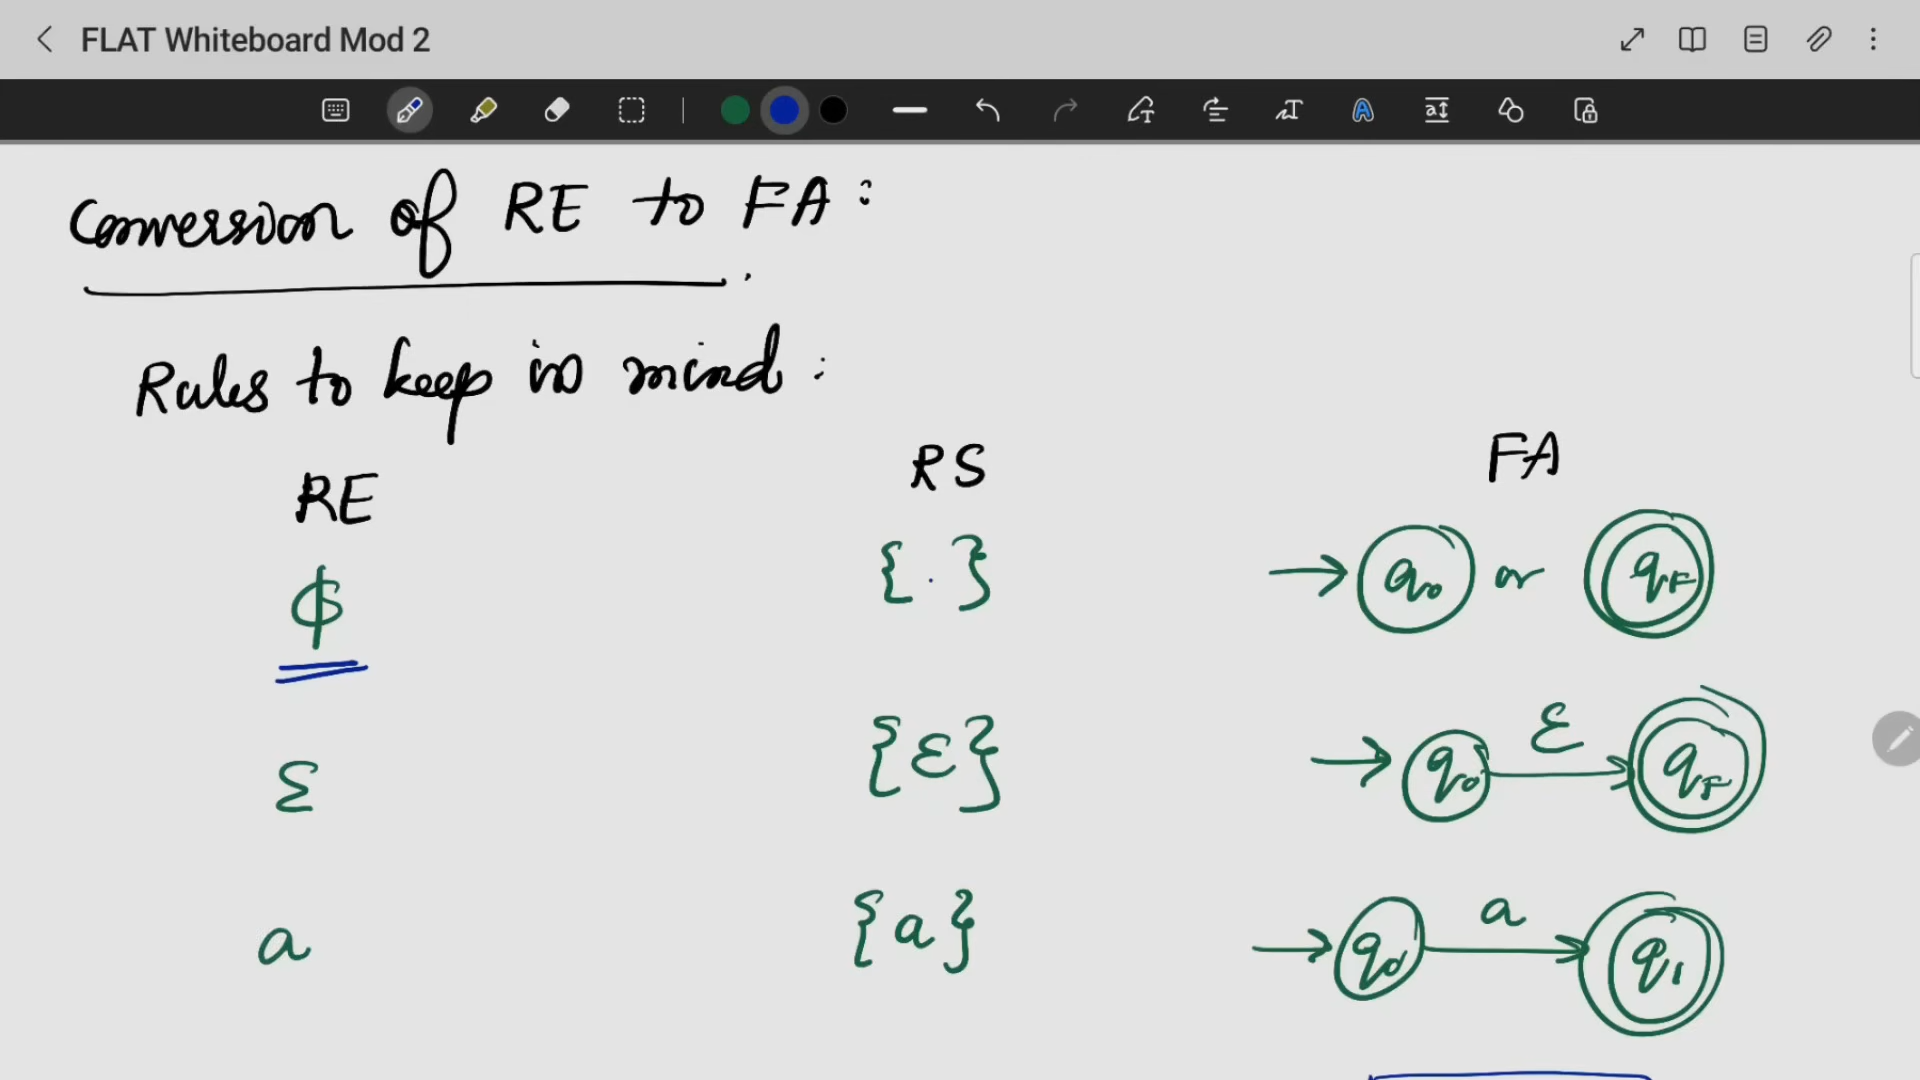 FLAT Whiteboard Mod 2
Conversion of RE to FA:
Rules to keep in mind:
RE RS FA
ϕ { } → q₀ or qF
ε {ε} → q₀ ε qF
a {a} → q₀ a q₁